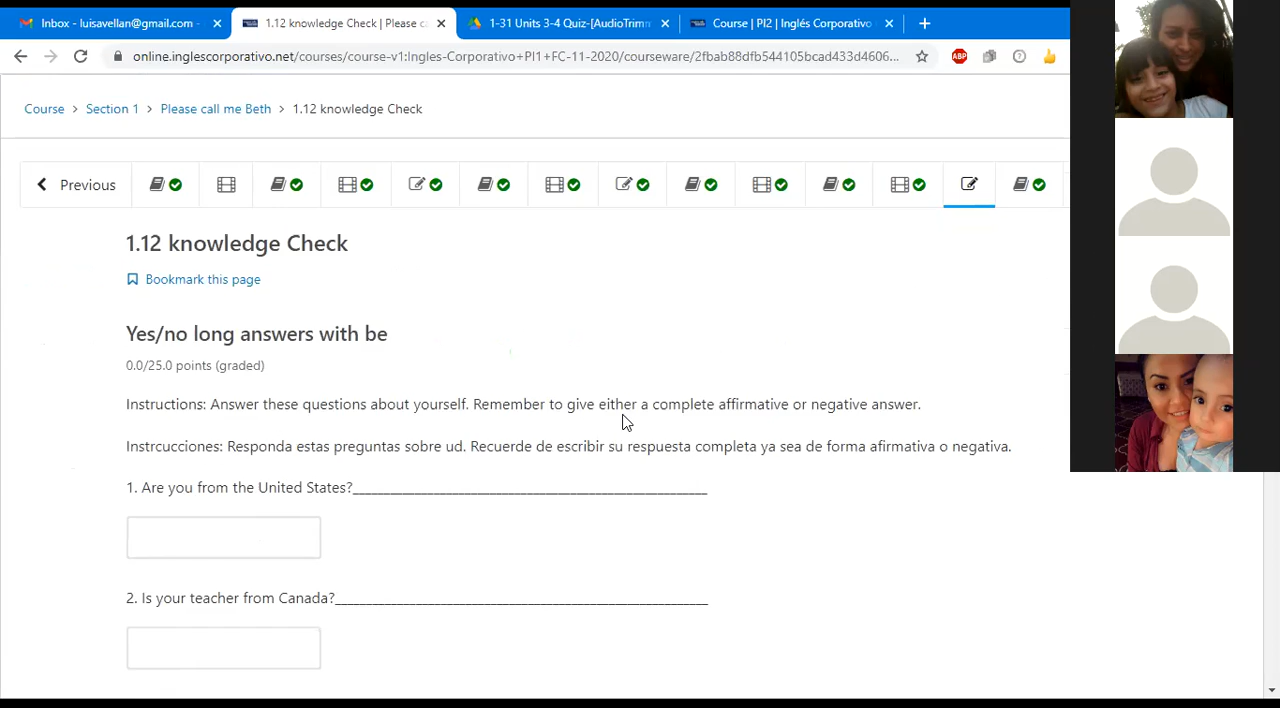 Inbox - luisavellan@gmail.com -
1.12 knowledge Check | Please c
1-31 Units 3-4 Quiz-[AudioTrimm
Course | PI2 | Inglés Corporativo
online.inglescorporativo.net/courses/course-v1:Ingles-Corporativo+PI1+FC-11-2020/courseware/2fbab88dfb544105bcad433d4606...
ABP
Course > Section 1 > Please call me Beth > 1.12 knowledge Check
Previous
1.12 knowledge Check
Bookmark this page
Yes/no long answers with be
0.0/25.0 points (graded)
Instructions: Answer these questions about yourself. Remember to give either a complete affirmative or negative answer.
Instrcucciones: Responda estas preguntas sobre ud. Recuerde de escribir su respuesta completa ya sea de forma afirmativa o negativa.
1. Are you from the United States?______________________________________________
2. Is your teacher from Canada?________________________________________________